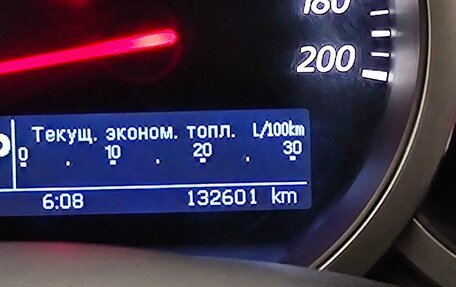 180
200
Текущ. эконом. топл. L/100km
0 . 10 . 20 . 30
6:08 132601 km